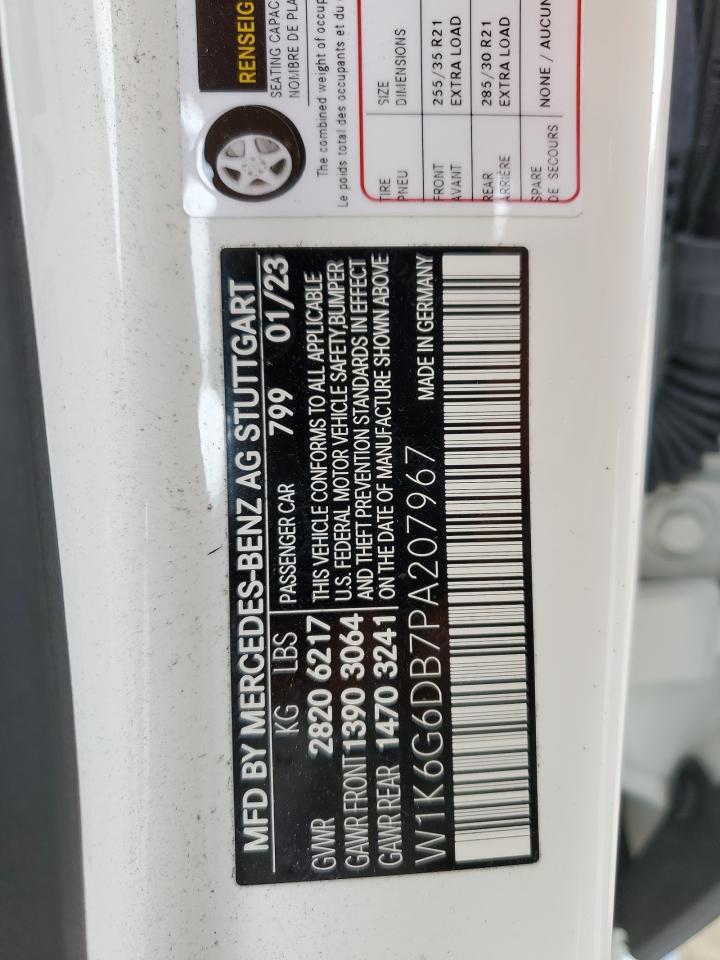 MFD BY MERCEDES-BENZ AG STUTTGART
KG LBS PASSENGER CAR 799 01/23
GVWR 2820 6217 THIS VEHICLE CONFORMS TO ALL APPLICABLE
GAWR FRONT 1390 3064 U.S. FEDERAL MOTOR VEHICLE SAFETY,BUMPER
GAWR REAR 1470 3241 AND THEFT PREVENTION STANDARDS IN EFFECT
ON THE DATE OF MANUFACTURE SHOWN ABOVE
W1K6G6DB7PA207967 MADE IN GERMANY
SEATING CAPAC
NOMBRE DE PLA
The combined weight of occup
Le poids total des occupants et du
TIRE SIZE
PNEU DIMENSIONS
FRONT 255/35 R21
AVANT EXTRA LOAD
REAR 285/30 R21
ARRIÈRE EXTRA LOAD
SPARE NONE / AUCUN
DE SECOURS
RENSEIG